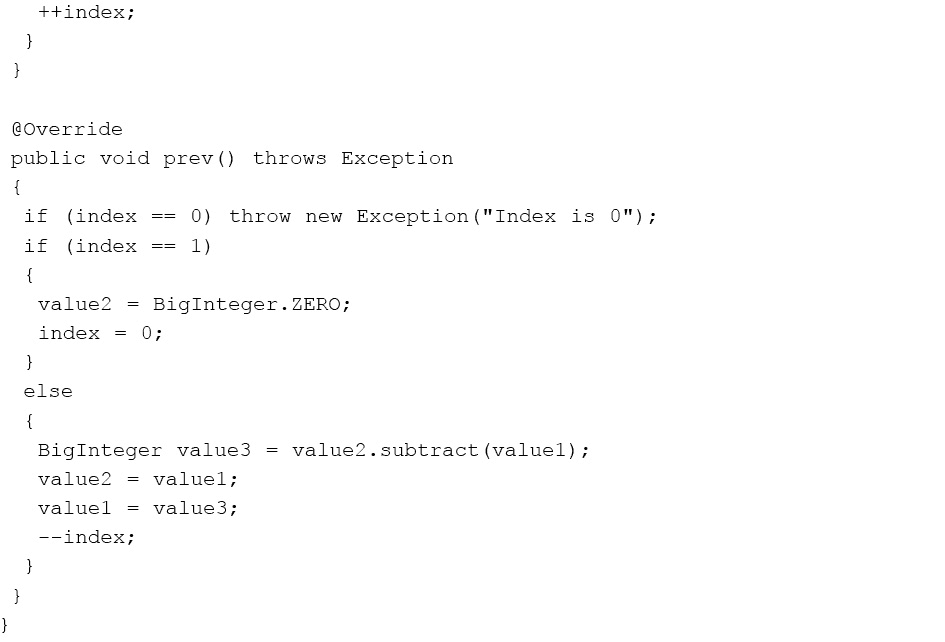 ++index;
}
}
@Override
public void prev() throws Exception
{
if (index == 0) throw new Exception("Index is 0");
if (index == 1)
{
value2 = BigInteger.ZERO;
index = 0;
}
else
{
BigInteger value3 = value2.subtract(value1);
value2 = value1;
value1 = value3;
--index;
}
}
}